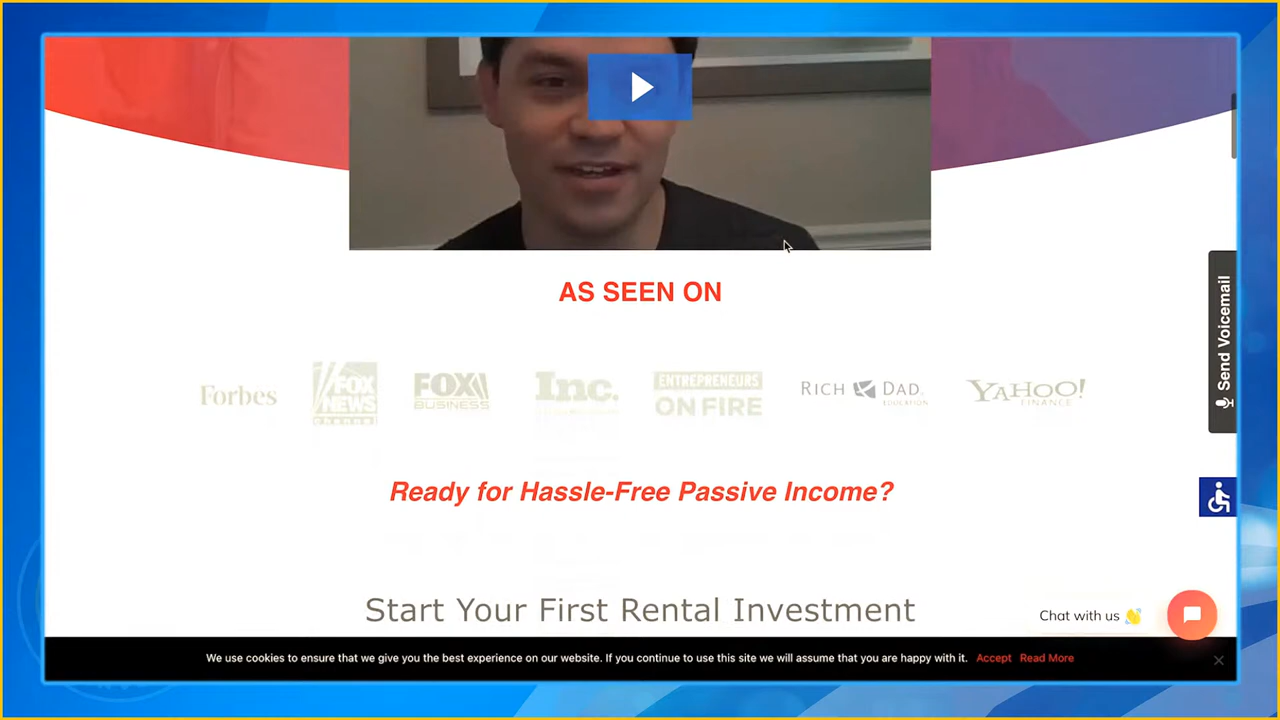 AS SEEN ON
Forbes
FOX NEWS channel
FOX BUSINESS
Inc.
ENTREPRENEURS ON FIRE
RICH DAD EDUCATION
YAHOO! FINANCE
Send Voicemail
Ready for Hassle-Free Passive Income?
Start Your First Rental Investment
Chat with us
We use cookies to ensure that we give you the best experience on our website. If you continue to use this site we will assume that you are happy with it. Accept Read More